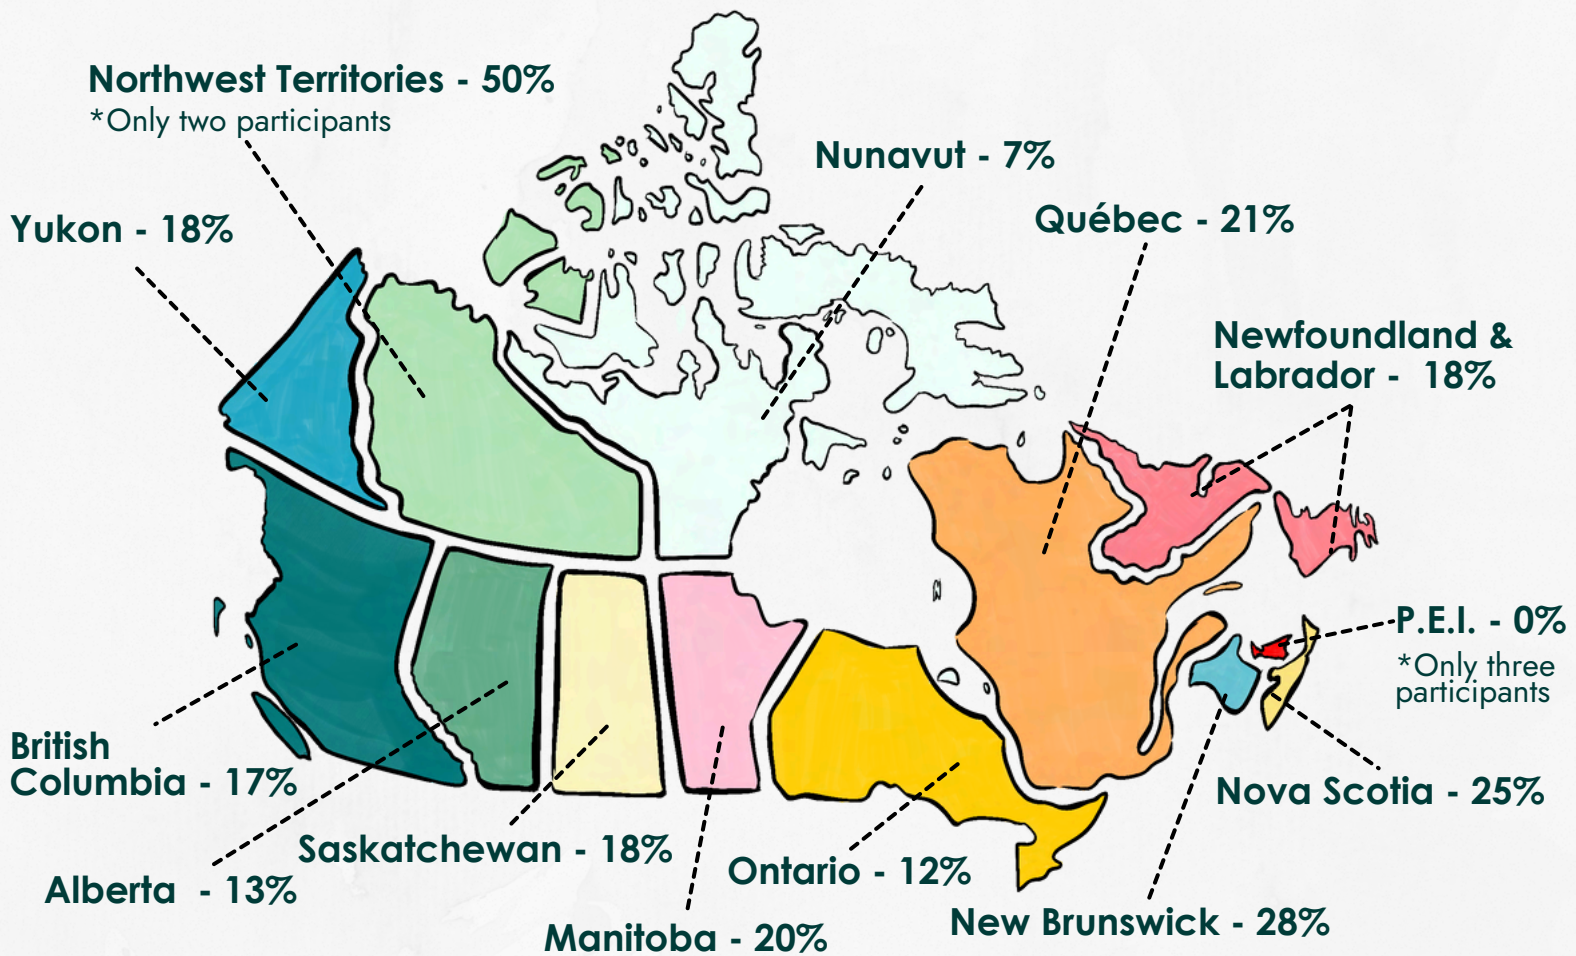 Northwest Territories - 50%
*Only two participants
Nunavut - 7%
Yukon - 18%
Québec - 21%
Newfoundland &
Labrador - 18%
P.E.I. - 0%
*Only three
participants
British
Columbia - 17%
Nova Scotia - 25%
Saskatchewan - 18%
Ontario - 12%
Alberta - 13%
New Brunswick - 28%
Manitoba - 20%